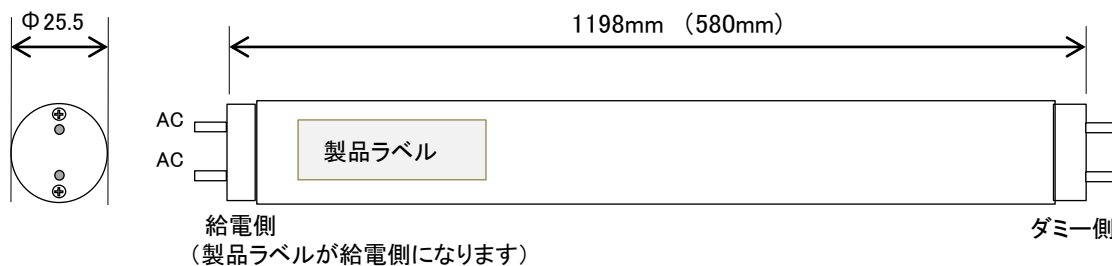 Φ25.5
1198mm （580mm）
AC
AC
製品ラベル
給電側
（製品ラベルが給電側になります）
ダミー側